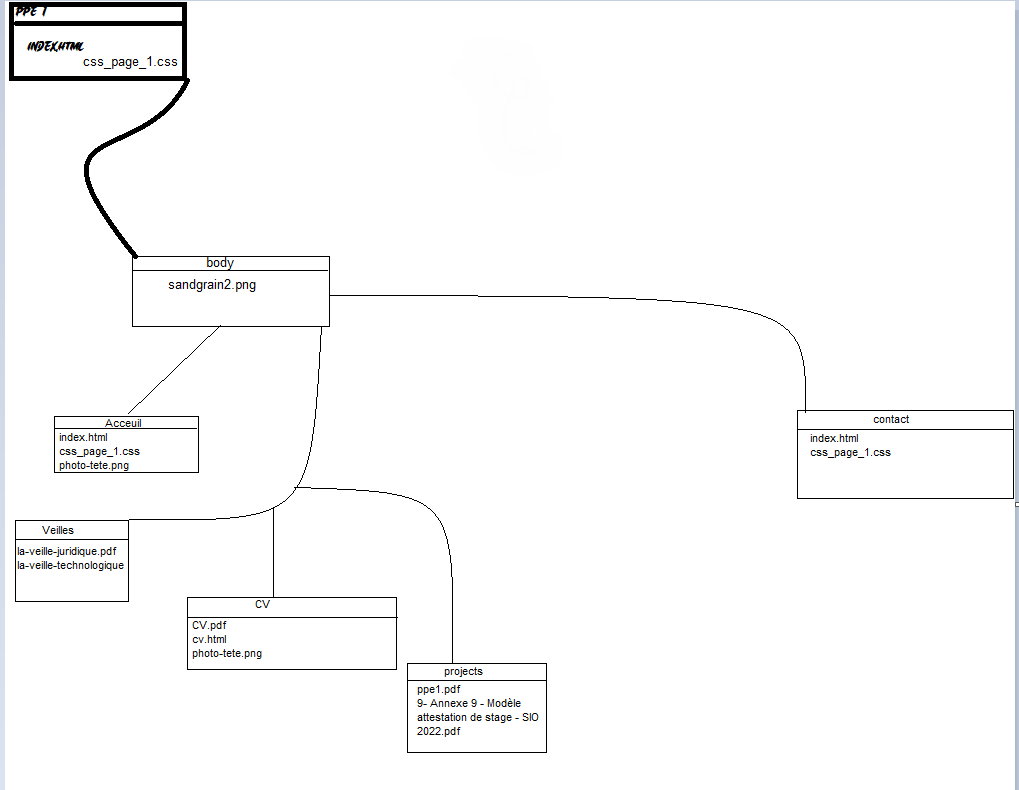 PPE 1
INDEX.HTML
css_page_1.css
body
sandgrain2.png
Acceuil
index.html
css_page_1.css
photo-tete.png
contact
index.html
css_page_1.css
Veilles
la-veille-juridique.pdf
la-veille-technologique
CV
CV.pdf
cv.html
photo-tete.png
projects
ppe1.pdf
9- Annexe 9 - Modèle
attestation de stage - SIO
2022.pdf